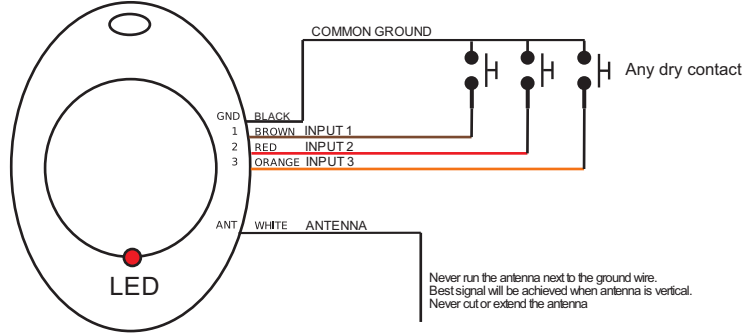 COMMON GROUND
Any dry contact
GND BLACK
1 BROWN INPUT 1
2 RED INPUT 2
3 ORANGE INPUT 3
ANT WHITE ANTENNA
LED
Never run the antenna next to the ground wire.
Best signal will be achieved when antenna is vertical.
Never cut or extend the antenna